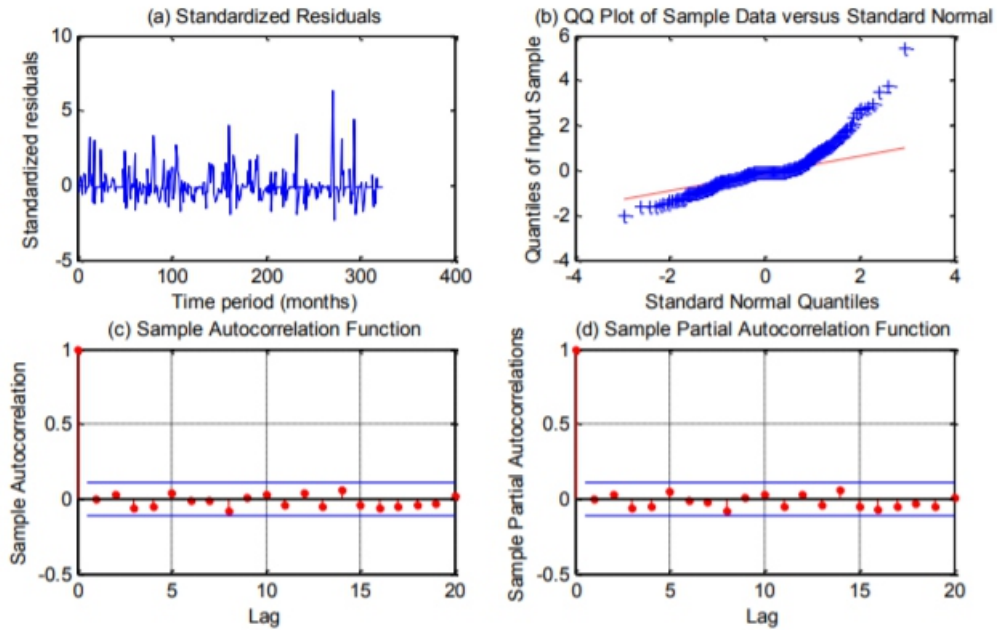 (a) Standardized Residuals
10
5
0
-5
0 100 200 300 400
Standardized residuals
Time period (months)
(b) QQ Plot of Sample Data versus Standard Normal
6
4
2
0
-2
-4
-4 -2 0 2 4
Quantiles of Input Sample
Standard Normal Quantiles
(c) Sample Autocorrelation Function
1
0.5
0
-0.5
0 5 10 15 20
Sample Autocorrelation
Lag
(d) Sample Partial Autocorrelation Function
1
0.5
0
-0.5
0 5 10 15 20
Sample Partial Autocorrelations
Lag